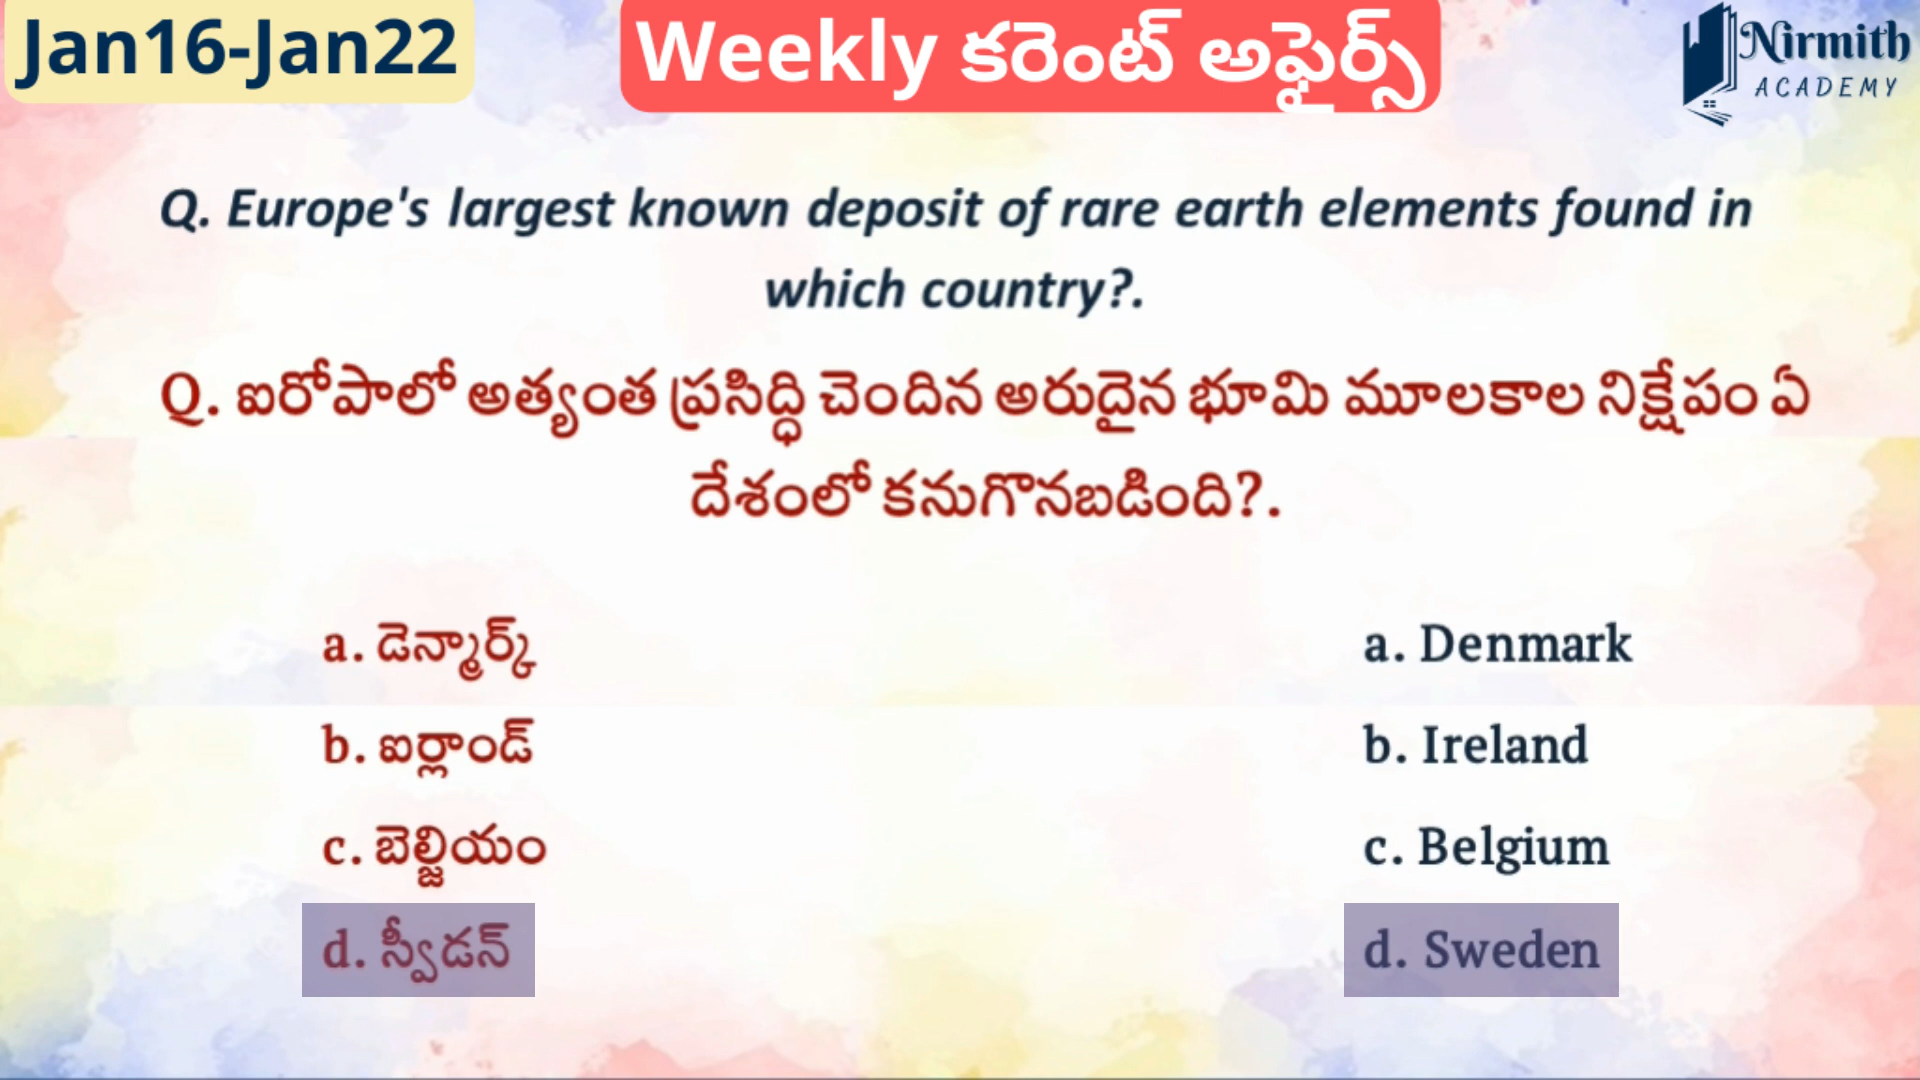 Jan16-Jan22
Weekly కరెంట్ అఫైర్స్
Nirmith
ACADEMY
Q. Europe's largest known deposit of rare earth elements found in
which country?.
Q. ఐరోపాలో అత్యంత ప్రసిద్ధి చెందిన అరుదైన భూమి మూలకాల నిక్షేపం ఏ
దేశంలో కనుగొనబడింది?.
a. డెన్మార్క్
b. ఐర్లాండ్
c. బెల్జియం
d. స్వీడన్
a. Denmark
b. Ireland
c. Belgium
d. Sweden